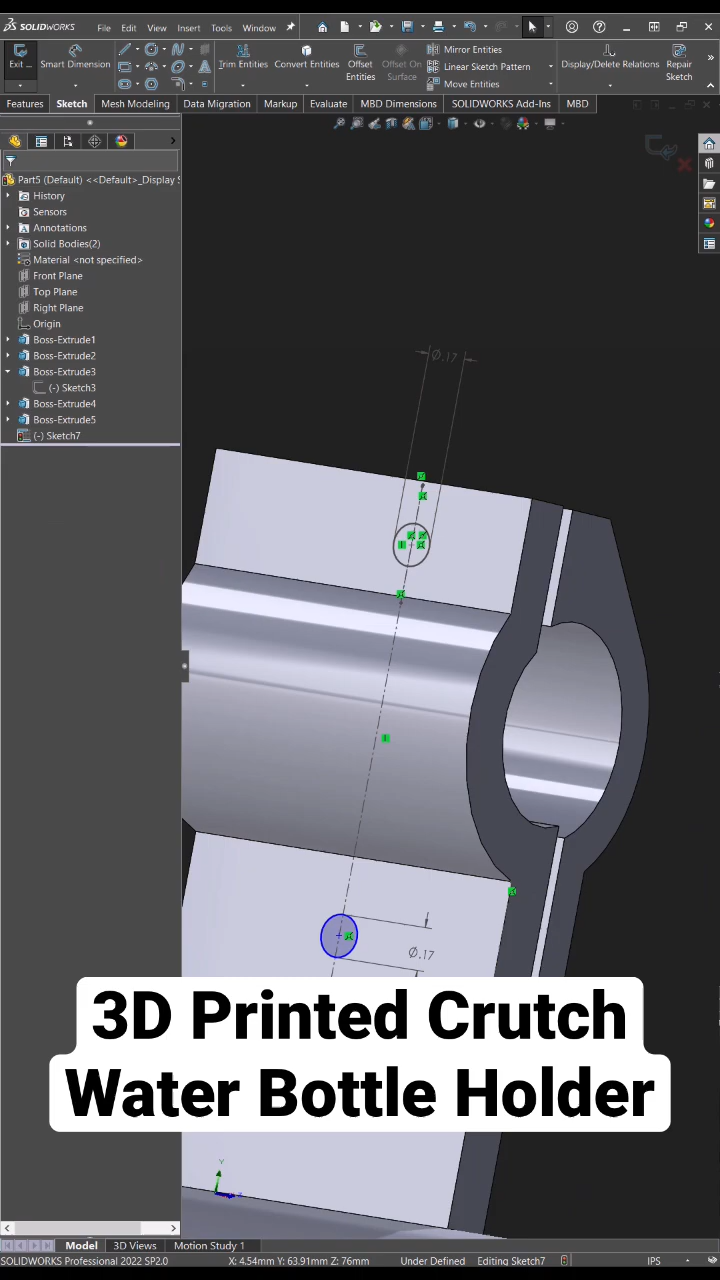 SOLIDWORKS File Edit View Insert Tools Window
Exit ... Smart Dimension Trim Entities Convert Entities Offset Entities Offset On Surface Mirror Entities Linear Sketch Pattern Move Entities Display/Delete Relations Repair Sketch
Features Sketch Mesh Modeling Data Migration Markup Evaluate MBD Dimensions SOLIDWORKS Add-Ins MBD
Part5 (Default) <<Default>_Display S
History
Sensors
Annotations
Solid Bodies(2)
Material <not specified>
Front Plane
Top Plane
Right Plane
Origin
Boss-Extrude1
Boss-Extrude2
Boss-Extrude3
(-) Sketch3
Boss-Extrude4
Boss-Extrude5
(-) Sketch7
Ø.17
Ø.17
3D Printed Crutch
Water Bottle Holder
Y
Z
Model 3D Views Motion Study 1
SOLIDWORKS Professional 2022 SP2.0 X: 4.54mm Y: 63.91mm Z: 76mm Under Defined Editing Sketch7 IPS